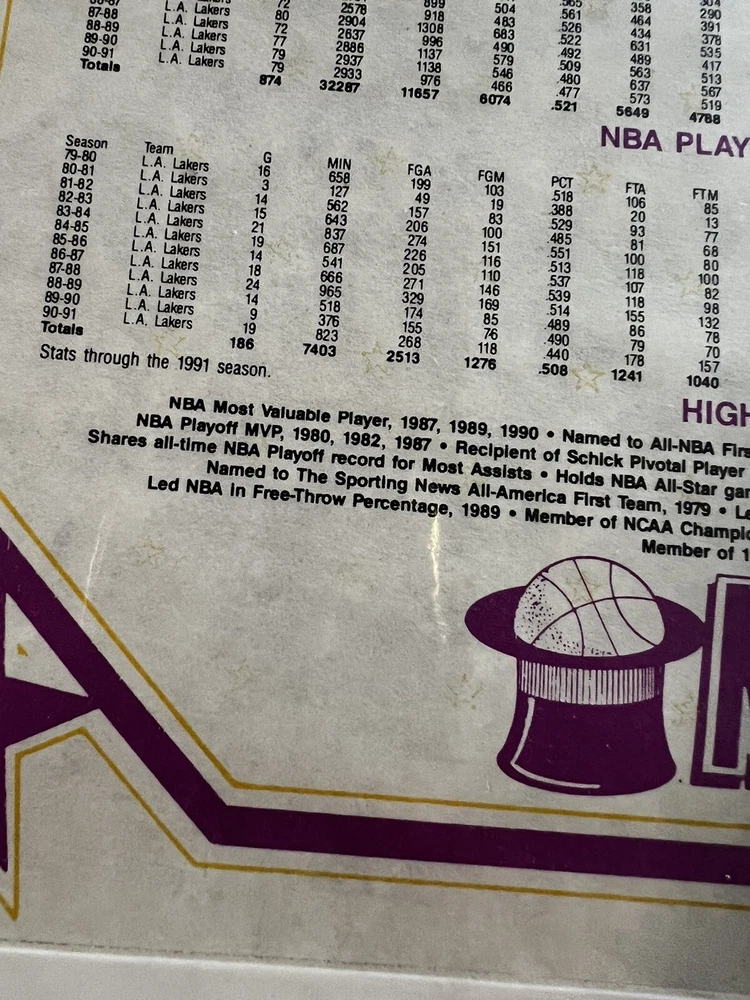 304
.565 358 290
899 504 .561 464 391
72 2578 918 483 .526 434 378
86-87 L.A. Lakers 80 2904 1308 683 .522 631 535
87-88 L.A. Lakers 72 2637 996 490 .492 489 417
88-89 L.A. Lakers 77 2886 1137 579 .509 563 513
89-90 L.A. Lakers 79 2937 1138 546 .480 637 567
90-91 L.A. Lakers 79 2933 976 466 .477 573 519
Totals 874 32287 11657 6074 .521 5649 4788
NBA PLAY
Season Team G MIN FGA FGM PCT FTA FTM
79-80 L.A. Lakers 16 658 199 103 .518 106 85
80-81 L.A. Lakers 3 127 49 19 .388 20 13
81-82 L.A. Lakers 14 562 157 83 .529 93 77
82-83 L.A. Lakers 15 643 206 100 .485 81 68
83-84 L.A. Lakers 21 837 274 151 .551 100 80
84-85 L.A. Lakers 19 687 226 116 .513 118 100
85-86 L.A. Lakers 14 541 205 110 .537 107 82
86-87 L.A. Lakers 18 666 271 146 .539 118 98
87-88 L.A. Lakers 24 965 329 169 .514 155 132
88-89 L.A. Lakers 14 518 174 85 .489 86 78
89-90 L.A. Lakers 9 376 155 76 .490 79 70
90-91 L.A. Lakers 19 823 268 118 .440 178 157
Totals 186 7403 2513 1276 .508 1241 1040
Stats through the 1991 season.
HIGH
NBA Most Valuable Player, 1987, 1989, 1990 • Named to All-NBA Firs
NBA Playoff MVP, 1980, 1982, 1987 • Recipient of Schick Pivotal Player
Shares all-time NBA Playoff record for Most Assists • Holds NBA All-Star gar
Named to The Sporting News All-America First Team, 1979 • Le
Led NBA in Free-Throw Percentage, 1989 • Member of NCAA Champio
Member of 1